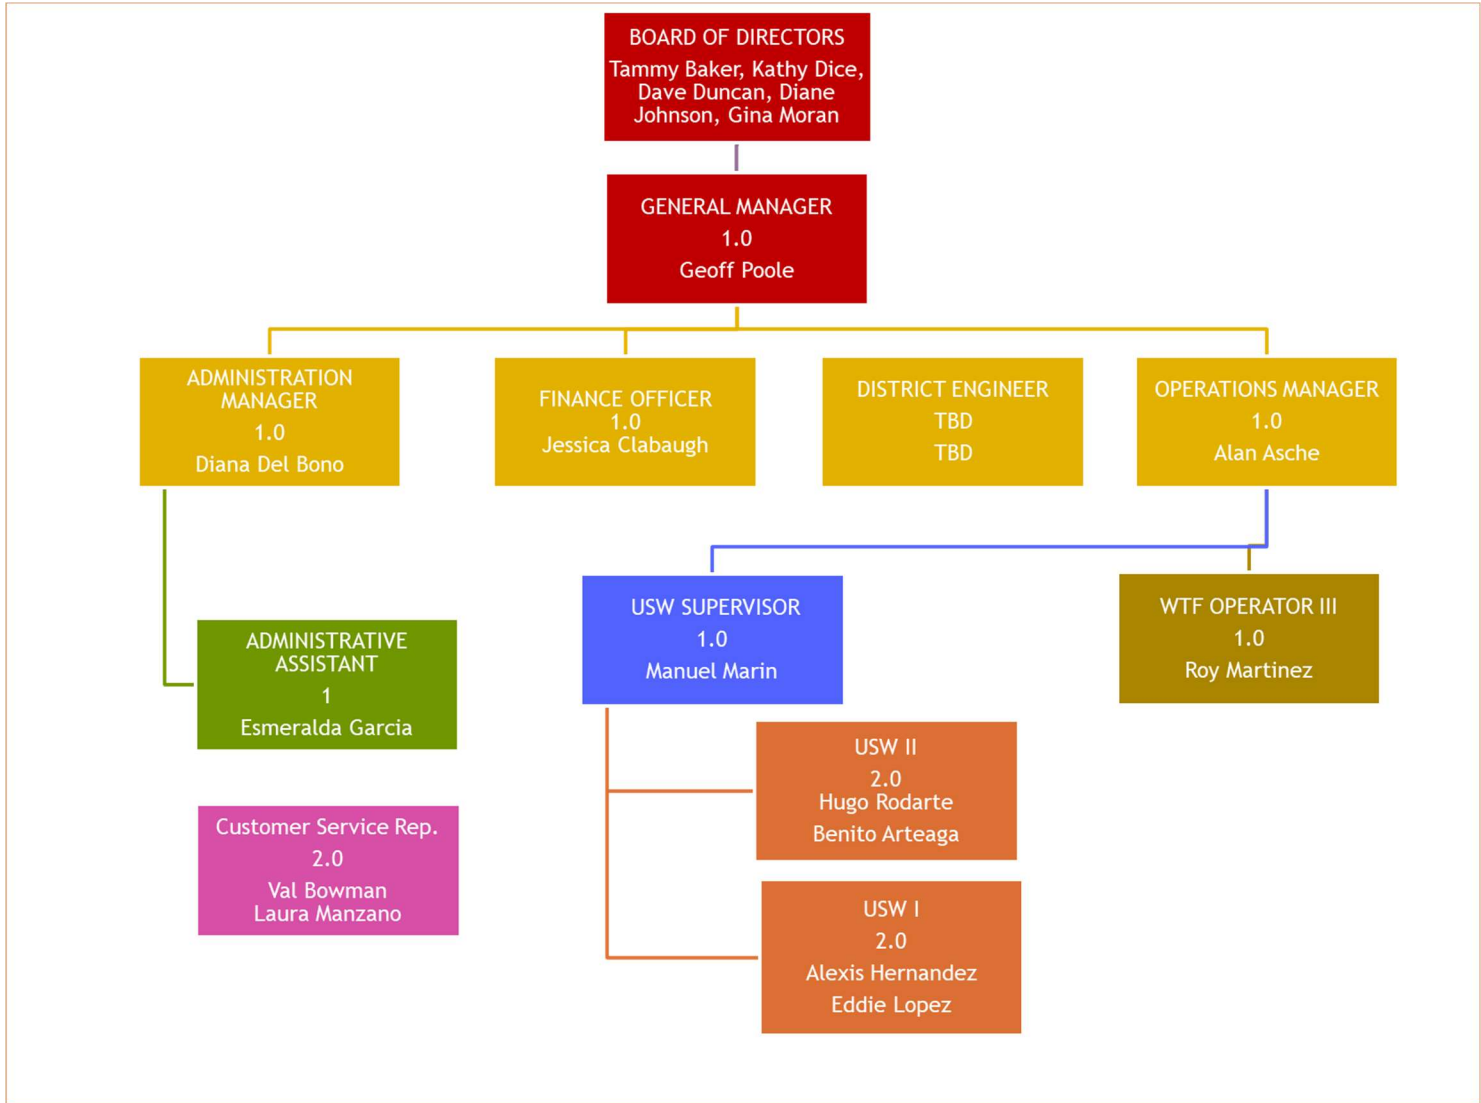 BOARD OF DIRECTORS
Tammy Baker, Kathy Dice,
Dave Duncan, Diane
Johnson, Gina Moran
GENERAL MANAGER
1.0
Geoff Poole
ADMINISTRATION
MANAGER
1.0
Diana Del Bono
FINANCE OFFICER
1.0
Jessica Clabaugh
DISTRICT ENGINEER
TBD
TBD
OPERATIONS MANAGER
1.0
Alan Asche
USW SUPERVISOR
1.0
Manuel Marin
WTF OPERATOR III
1.0
Roy Martinez
ADMINISTRATIVE
ASSISTANT
1
Esmeralda Garcia
USW II
2.0
Hugo Rodarte
Benito Arteaga
Customer Service Rep.
2.0
Val Bowman
Laura Manzano
USW I
2.0
Alexis Hernandez
Eddie Lopez